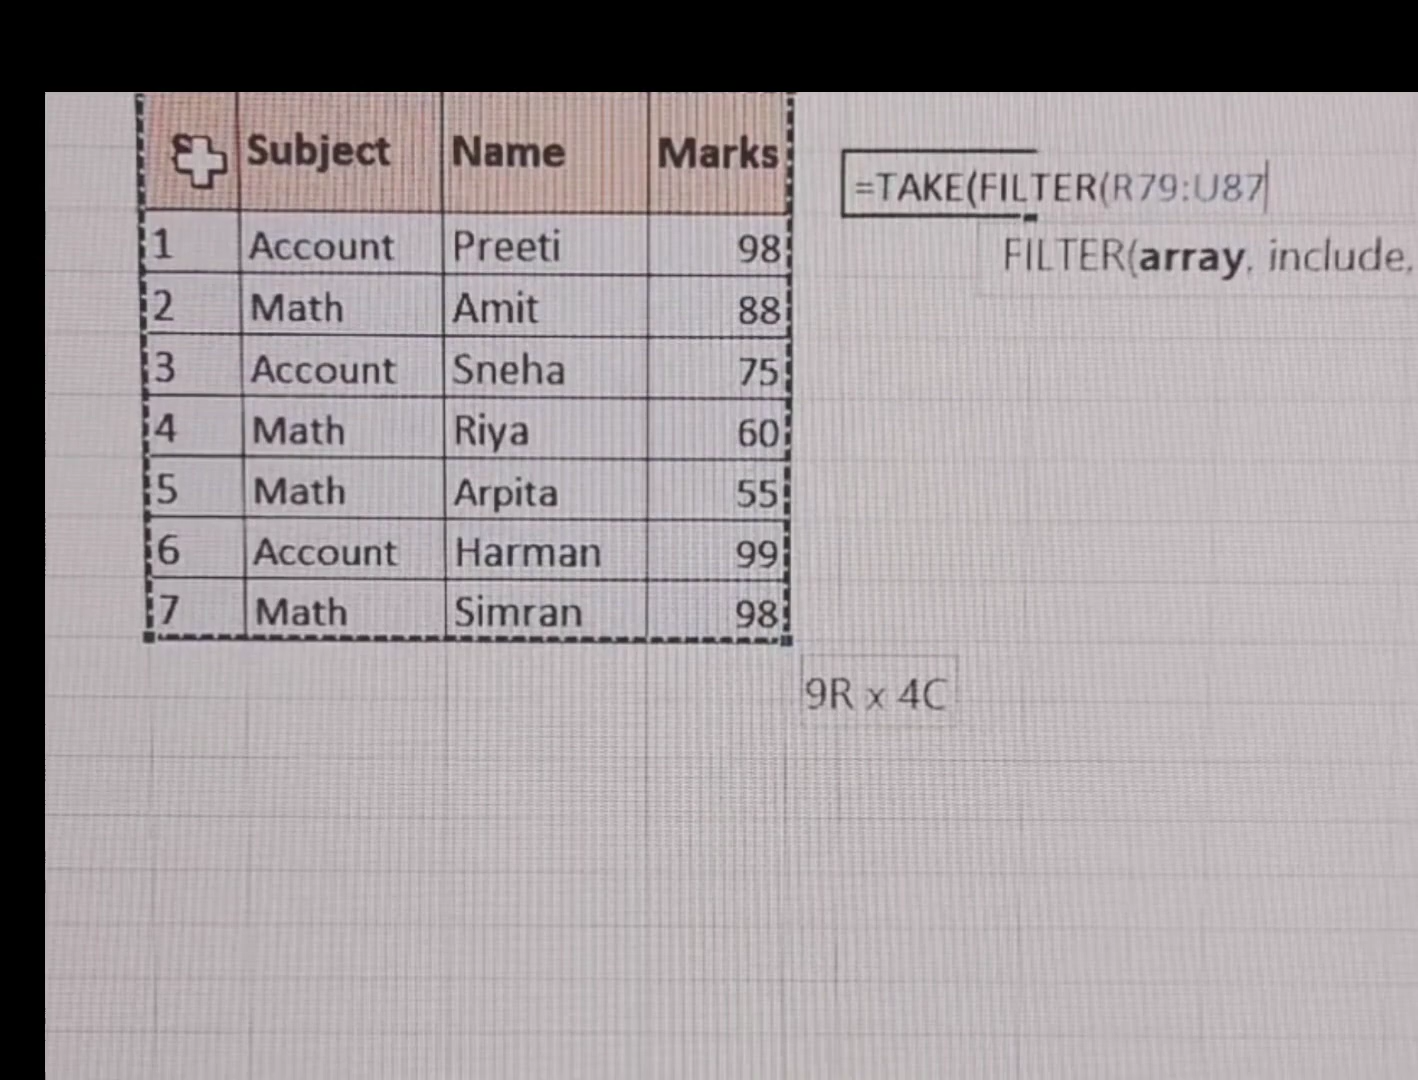 Subject Name Marks
=TAKE(FILTER(R79:U87
1 Account Preeti 98
FILTER(array, include,
2 Math Amit 88
3 Account Sneha 75
4 Math Riya 60
5 Math Arpita 55
6 Account Harman 99
7 Math Simran 98
9R x 4C